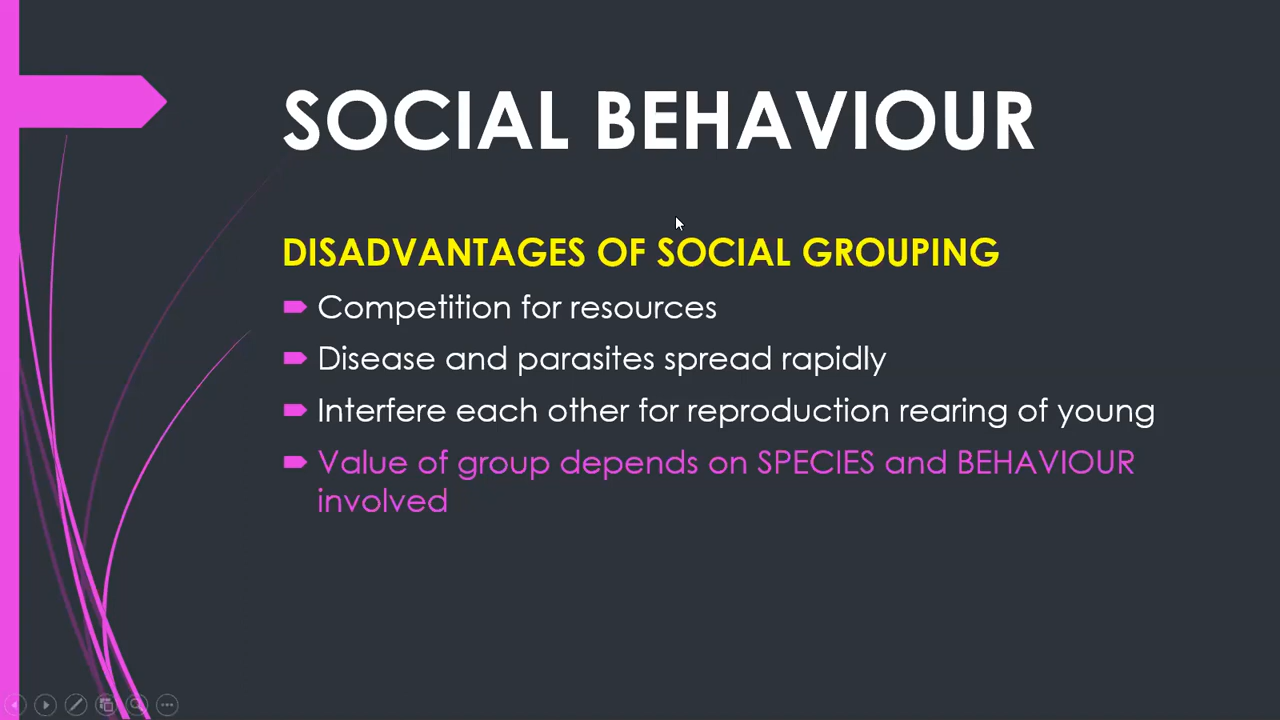 SOCIAL BEHAVIOUR
DISADVANTAGES OF SOCIAL GROUPING
Competition for resources
Disease and parasites spread rapidly
Interfere each other for reproduction rearing of young
Value of group depends on SPECIES and BEHAVIOUR
involved